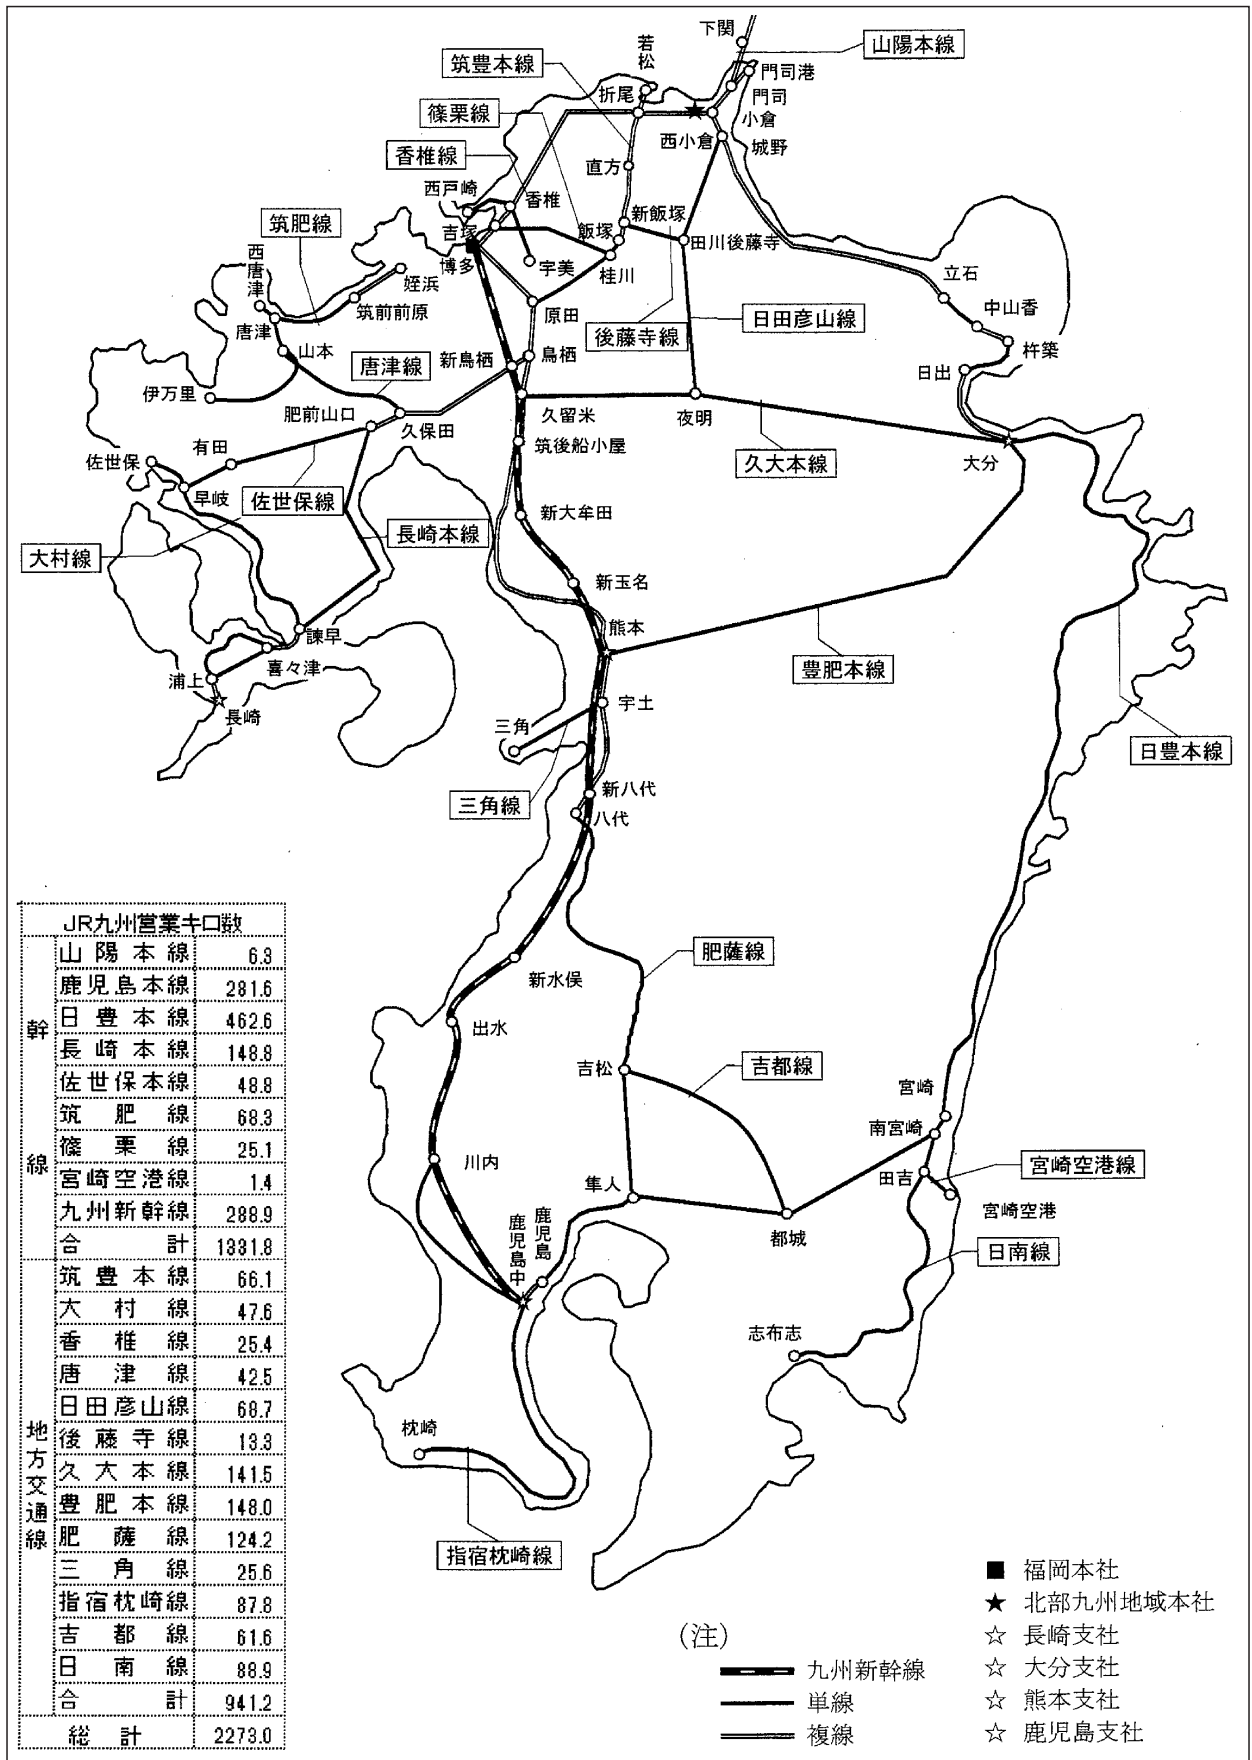 下関
山陽本線
若松
筑豊本線
門司港
折尾
門司
篠栗線
小倉
西小倉
城野
香椎線
直方
西戸崎
香椎
筑肥線
新飯塚
吉塚
飯塚
田川後藤寺
西唐津
博多
宇美
桂川
姪浜
立石
筑前前原
原田
中山香
唐津
後藤寺線
日田彦山線
山本
新鳥栖
鳥栖
杵築
唐津線
日出
伊万里
肥前山口
久保田
久留米
夜明
有田
筑後船小屋
佐世保
久大本線
大分
早岐
佐世保線
新大牟田
長崎本線
大村線
新玉名
熊本
諫早
喜々津
豊肥本線
浦上
宇土
長崎
三角
日豊本線
新八代
三角線
八代
肥薩線
新水俣
出水
吉松
吉都線
宮崎
南宮崎
川内
宮崎空港線
隼人
田吉
鹿児島
宮崎空港
鹿児島中
都城
日南線
志布志
枕崎
指宿枕崎線
JR九州営業キロ数
幹線
山陽本線 6.3
鹿児島本線 281.6
日豊本線 462.6
長崎本線 148.8
佐世保本線 48.8
筑肥線 68.3
篠栗線 25.1
宮崎空港線 1.4
九州新幹線 288.9
合計 1331.8
地方交通線
筑豊本線 66.1
大村線 47.6
香椎線 25.4
唐津線 42.5
日田彦山線 68.7
後藤寺線 13.3
久大本線 141.5
豊肥本線 148.0
肥薩線 124.2
三角線 25.6
指宿枕崎線 87.8
吉都線 61.6
日南線 88.9
合計 941.2
総計 2273.0
(注)
九州新幹線
単線
複線
■ 福岡本社
★ 北部九州地域本社
☆ 長崎支社
☆ 大分支社
☆ 熊本支社
☆ 鹿児島支社